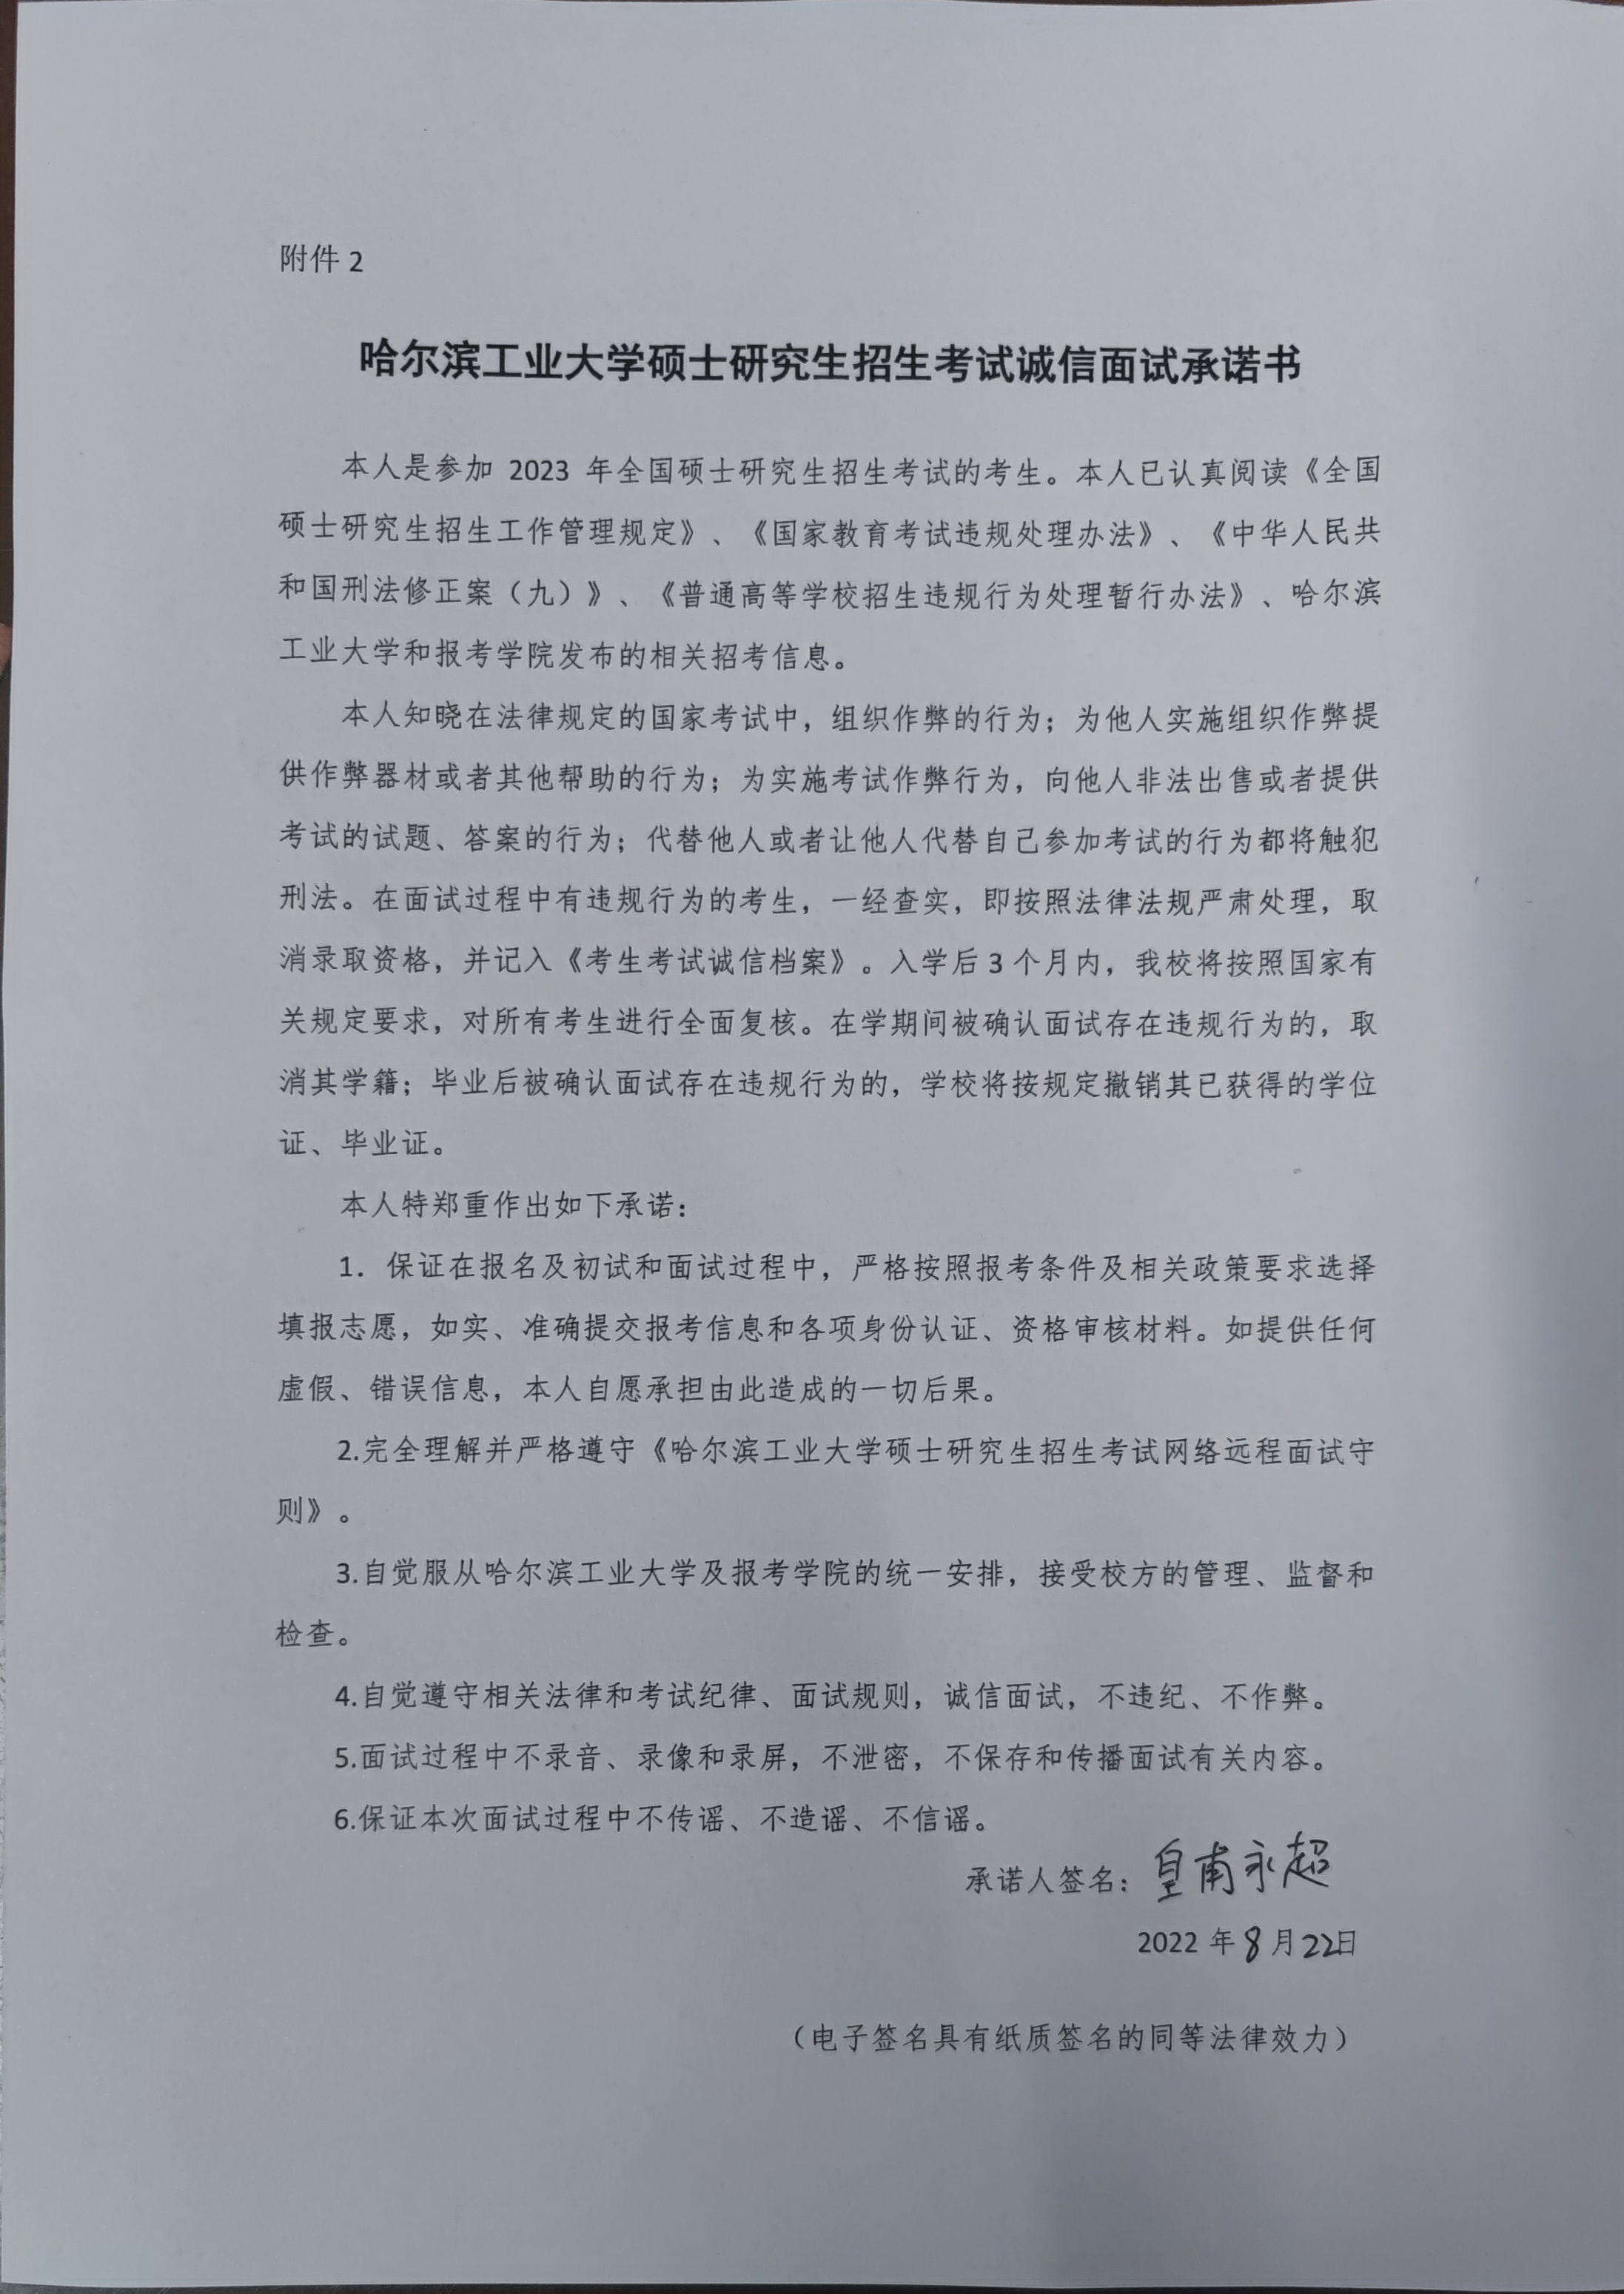 附件 2
哈尔滨工业大学硕士研究生招生考试诚信面试承诺书
本人是参加 2023 年全国硕士研究生招生考试的考生。本人已认真阅读《全国
硕士研究生招生工作管理规定》、《国家教育考试违规处理办法》、《中华人民共
和国刑法修正案（九）》、《普通高等学校招生违规行为处理暂行办法》、哈尔滨
工业大学和报考学院发布的相关招考信息。
本人知晓在法律规定的国家考试中，组织作弊的行为；为他人实施组织作弊提
供作弊器材或者其他帮助的行为；为实施考试作弊行为，向他人非法出售或者提供
考试的试题、答案的行为；代替他人或者让他人代替自己参加考试的行为都将触犯
刑法。在面试过程中有违规行为的考生，一经查实，即按照法律法规严肃处理，取
消录取资格，并记入《考生考试诚信档案》。入学后 3 个月内，我校将按照国家有
关规定要求，对所有考生进行全面复核。在学期间被确认面试存在违规行为的，取
消其学籍；毕业后被确认面试存在违规行为的，学校将按规定撤销其已获得的学位
证、毕业证。
本人特郑重作出如下承诺：
1. 保证在报名及初试和面试过程中，严格按照报考条件及相关政策要求选择
填报志愿，如实、准确提交报考信息和各项身份认证、资格审核材料。如提供任何
虚假、错误信息，本人自愿承担由此造成的一切后果。
2.完全理解并严格遵守《哈尔滨工业大学硕士研究生招生考试网络远程面试守
则》。
3.自觉服从哈尔滨工业大学及报考学院的统一安排，接受校方的管理、监督和
检查。
4.自觉遵守相关法律和考试纪律、面试规则，诚信面试，不违纪、不作弊。
5.面试过程中不录音、录像和录屏，不泄密，不保存和传播面试有关内容。
6.保证本次面试过程中不传谣、不造谣、不信谣。
承诺人签名：皇甫永超
2022 年 8 月 22日
（电子签名具有纸质签名的同等法律效力）